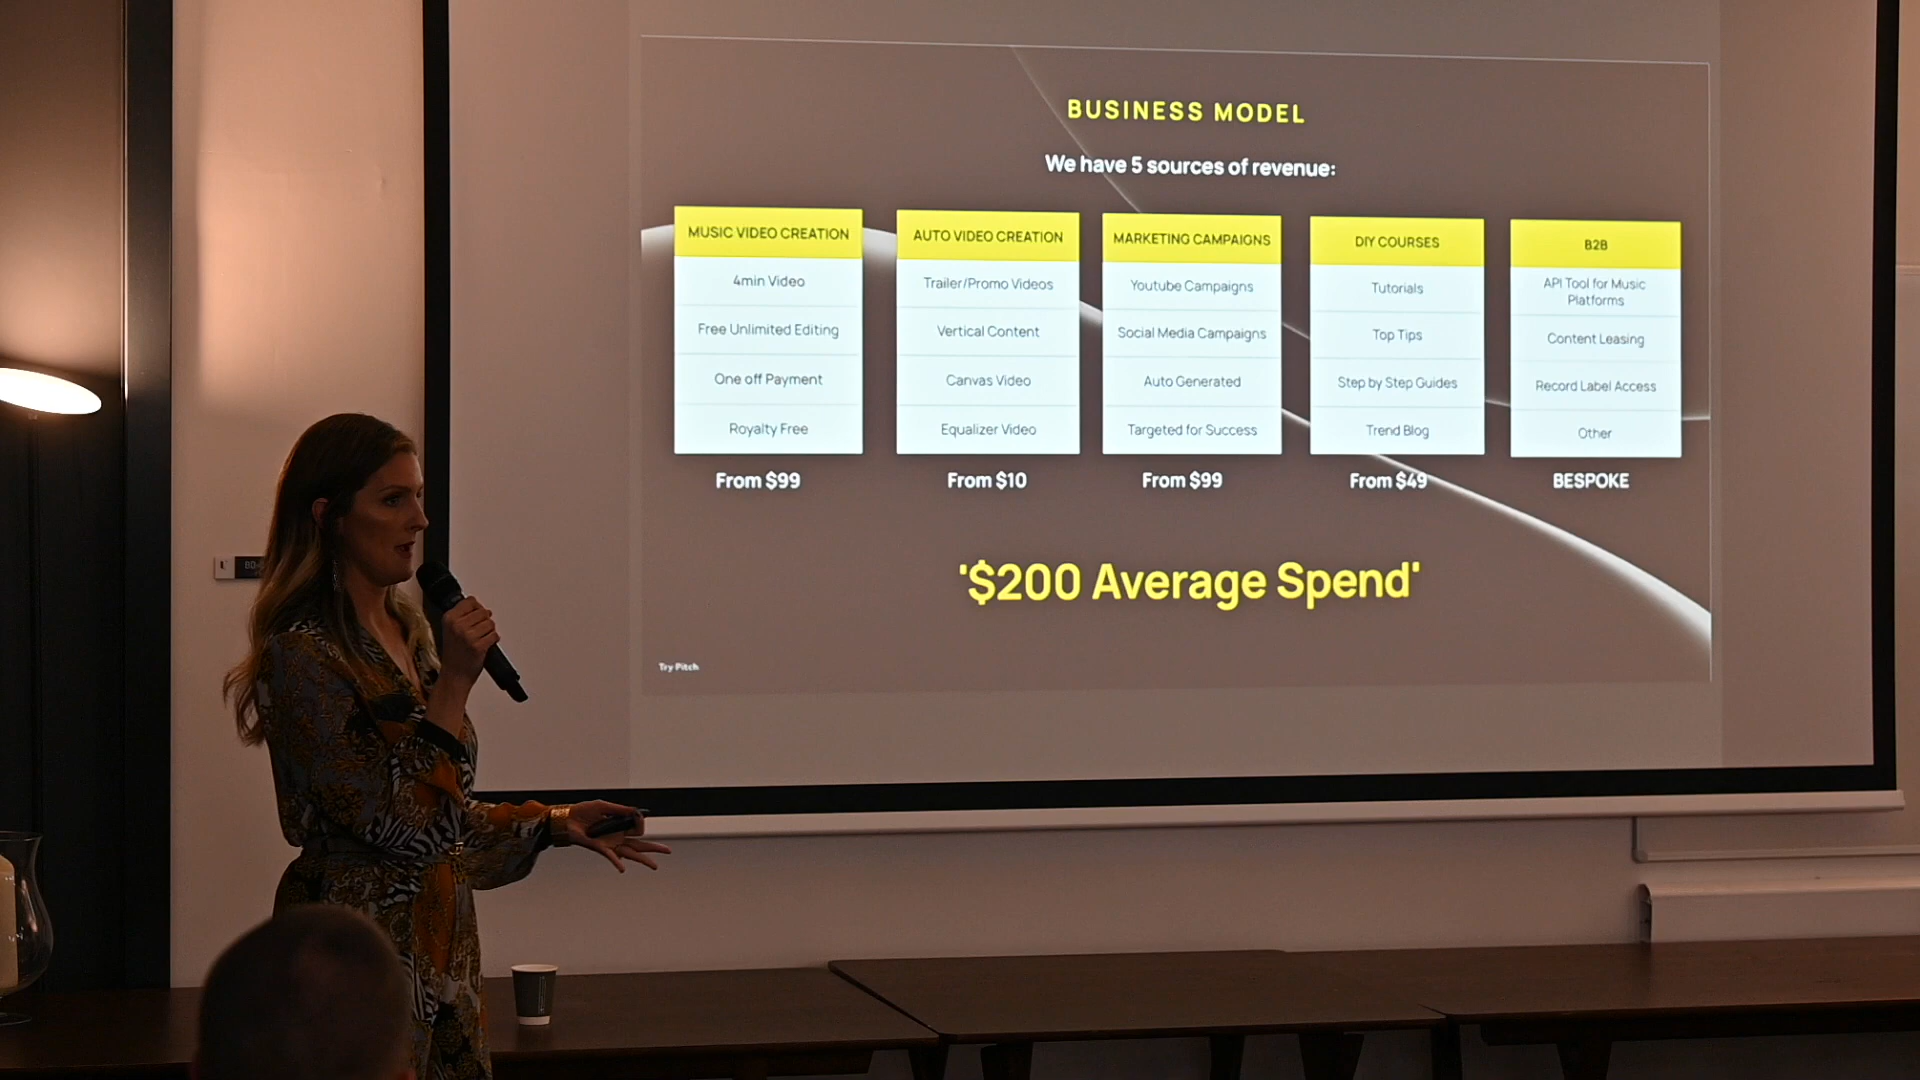 BUSINESS MODEL
We have 5 sources of revenue:
MUSIC VIDEO CREATION
4min Video
Free Unlimited Editing
One off Payment
Royalty Free
From $99
AUTO VIDEO CREATION
Trailer/Promo Videos
Vertical Content
Canvas Video
Equalizer Video
From $10
MARKETING CAMPAIGNS
Youtube Campaigns
Social Media Campaigns
Auto Generated
Targeted for Success
From $99
DIY COURSES
Tutorials
Top Tips
Step by Step Guides
Trend Blog
From $49
B2B
API Tool for Music
Platforms
Content Leasing
Record Label Access
Other
BESPOKE
'$200 Average Spend'
Try Pitch